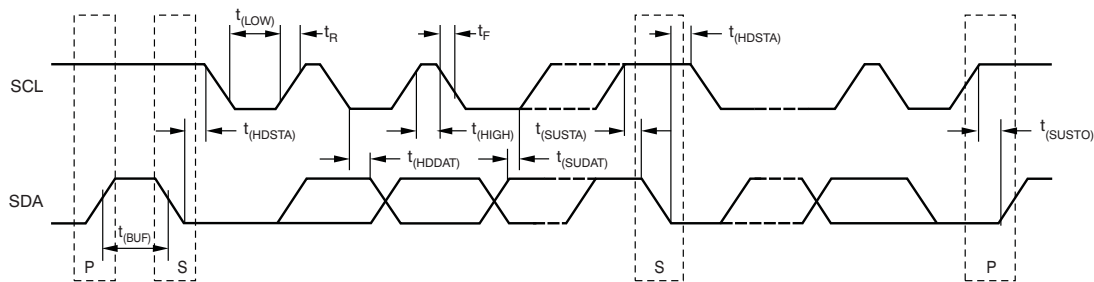 t(LOW)
tR
tF
t(HDSTA)
SCL
t(HDSTA)
t(HIGH)
t(SUSTA)
t(SUSTO)
t(HDDAT)
t(SUDAT)
SDA
t(BUF)
P
S
S
P